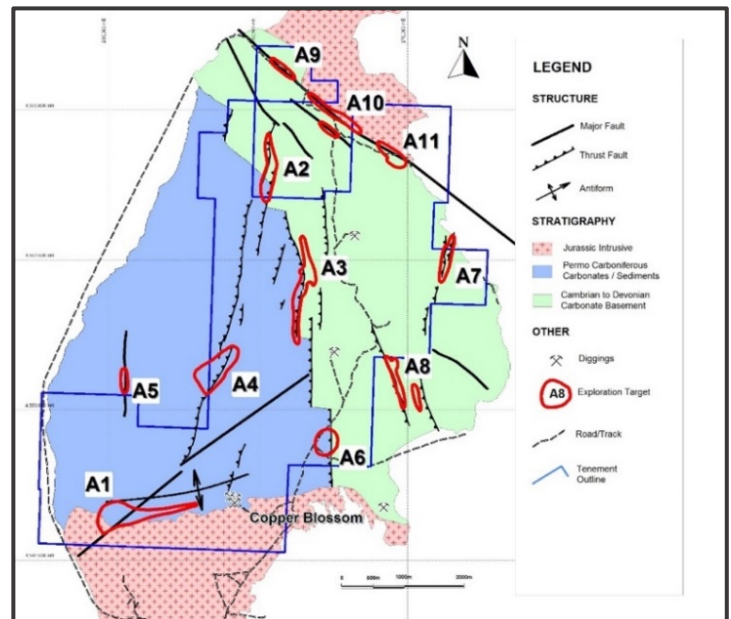 A9
N
A10
A11
A2
A3
A7
A4
A5
A8
A6
A1
Copper Blossom
0 500m 1000m 2000m
LEGEND
STRUCTURE
Major Fault
Thrust Fault
Antiform
STRATIGRAPHY
Jurassic Intrusive
Permo Carboniferous
Carbonates / Sediments
Cambrian to Devonian
Carbonate Basement
OTHER
Diggings
A8 Exploration Target
Road/Track
Tenement
Outline